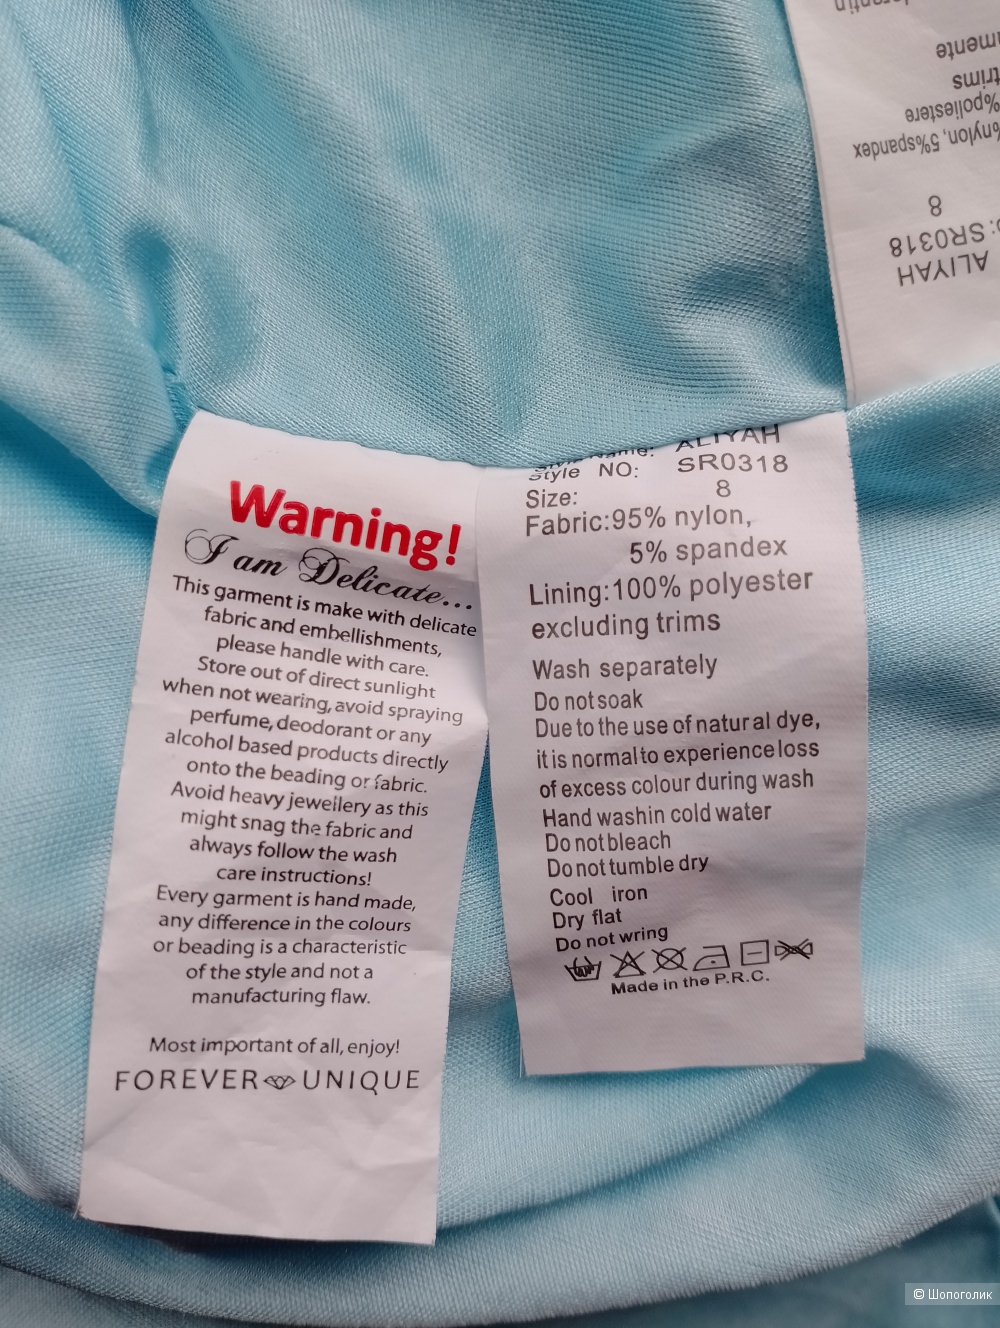 Warning!
I am Delicate...
This garment is make with delicate
fabric and embellishments,
please handle with care.
Store out of direct sunlight
when not wearing, avoid spraying
perfume, deodorant or any
alcohol based products directly
onto the beading or fabric.
Avoid heavy jewellery as this
might snag the fabric and
always follow the wash
care instructions!
Every garment is hand made,
any difference in the colours
or beading is a characteristic
of the style and not a
manufacturing flaw.
Most important of all, enjoy!
FOREVER UNIQUE
ALIYAH
Style NO: SR0318
Size: 8
Fabric:95% nylon,
5% spandex
Lining:100% polyester
excluding trims
Wash separately
Do not soak
Due to the use of natural dye,
it is normal to experience loss
of excess colour during wash
Hand wash in cold water
Do not bleach
Do not tumble dry
Cool iron
Dry flat
Do not wring
Made in the P.R.C.
ALIYAH
:SR0318
8
%nylon, 5%spandex
%poliestere
trims
© Шопоголик